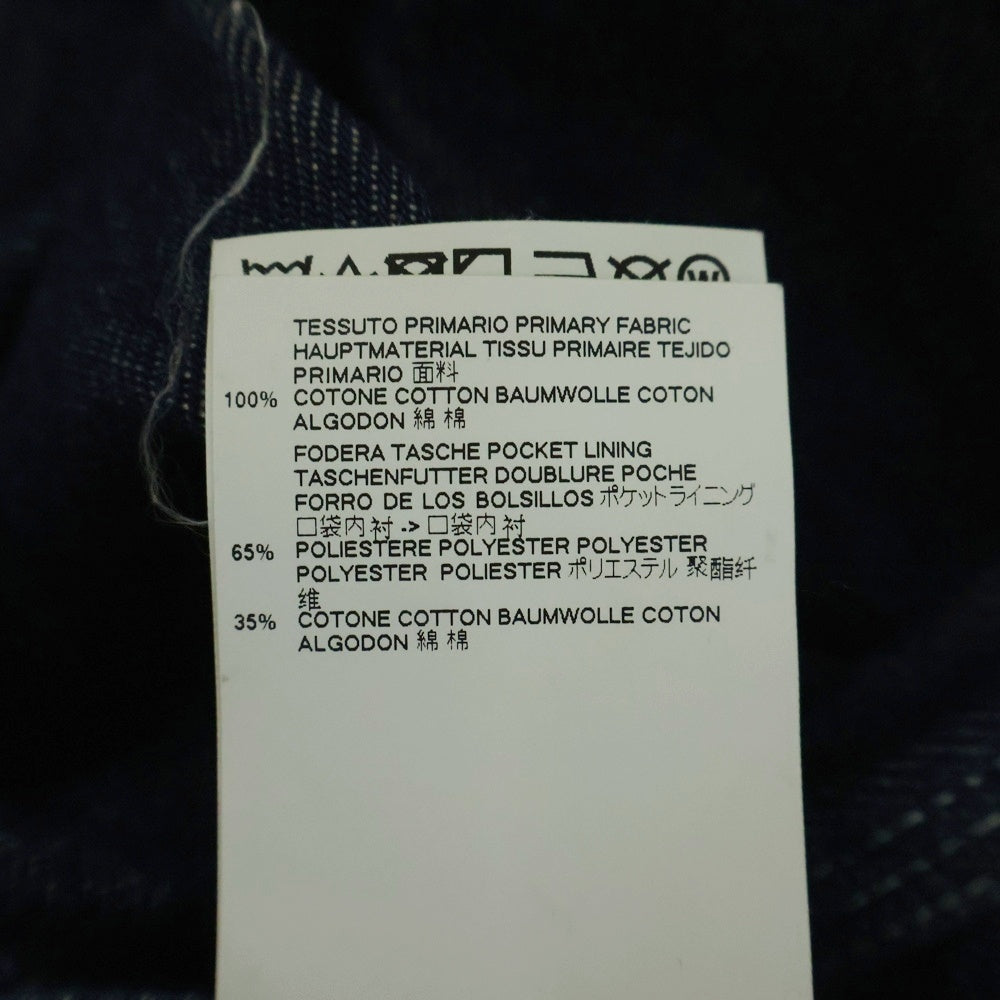 TESSUTO PRIMARIO PRIMARY FABRIC
HAUPTMATERIAL TISSU PRIMAIRE TEJIDO
PRIMARIO 面料
100% COTONE COTTON BAUMWOLLE COTON
ALGODON 綿 棉
FODERA TASCHE POCKET LINING
TASCHENFUTTER DOUBLURE POCHE
FORRO DE LOS BOLSILLOS ポケットライニング
口袋内衬 -> 口袋内衬
65% POLIESTERE POLYESTER POLYESTER
POLYESTER POLIESTER ポリエステル 聚酯纤
维
35% COTONE COTTON BAUMWOLLE COTON
ALGODON 綿 棉